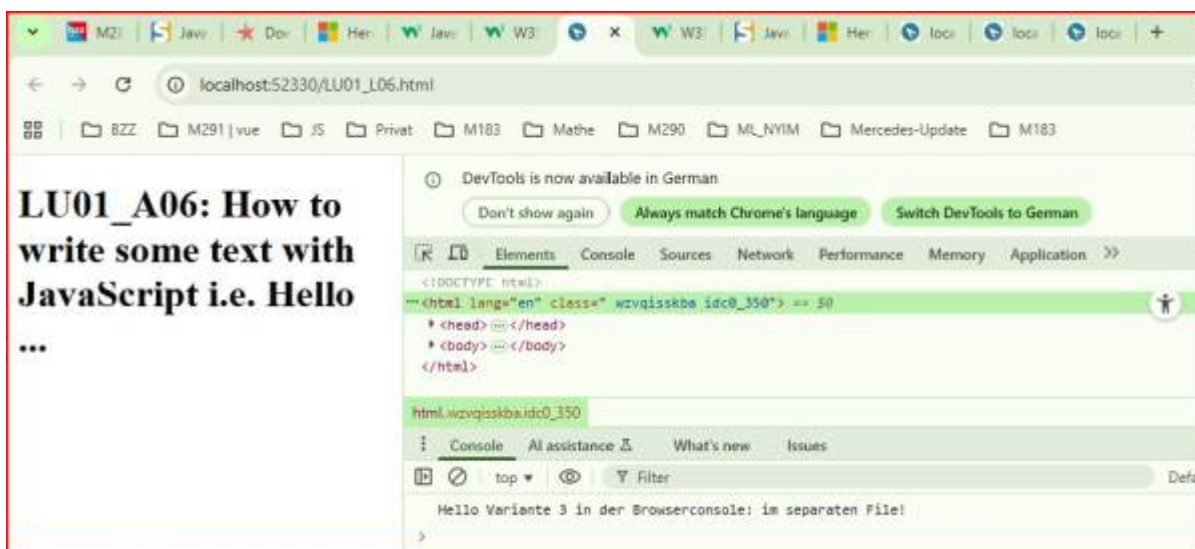 M2 Java Dov Her Java W3 W3 Java Her loca loca loca
localhost:52330/LU01_L06.html
BZZ M291 | vue JS Privat M183 Mathe M290 ML_NYIM Mercedes-Update M183
LU01_A06: How to
write some text with
JavaScript i.e. Hello
...
DevTools is now available in German
Don't show again Always match Chrome's language Switch DevTools to German
Elements Console Sources Network Performance Memory Application
<!DOCTYPE html>
<html lang="en" class=" wzvqisskba idc0_350"> == $0
<head> ... </head>
<body> ... </body>
</html>
html.wzvqisskba.idc0_350
Console AI assistance What's new Issues
top Filter Defa
Hello Variante 3 in der Browserconsole: im separaten File!